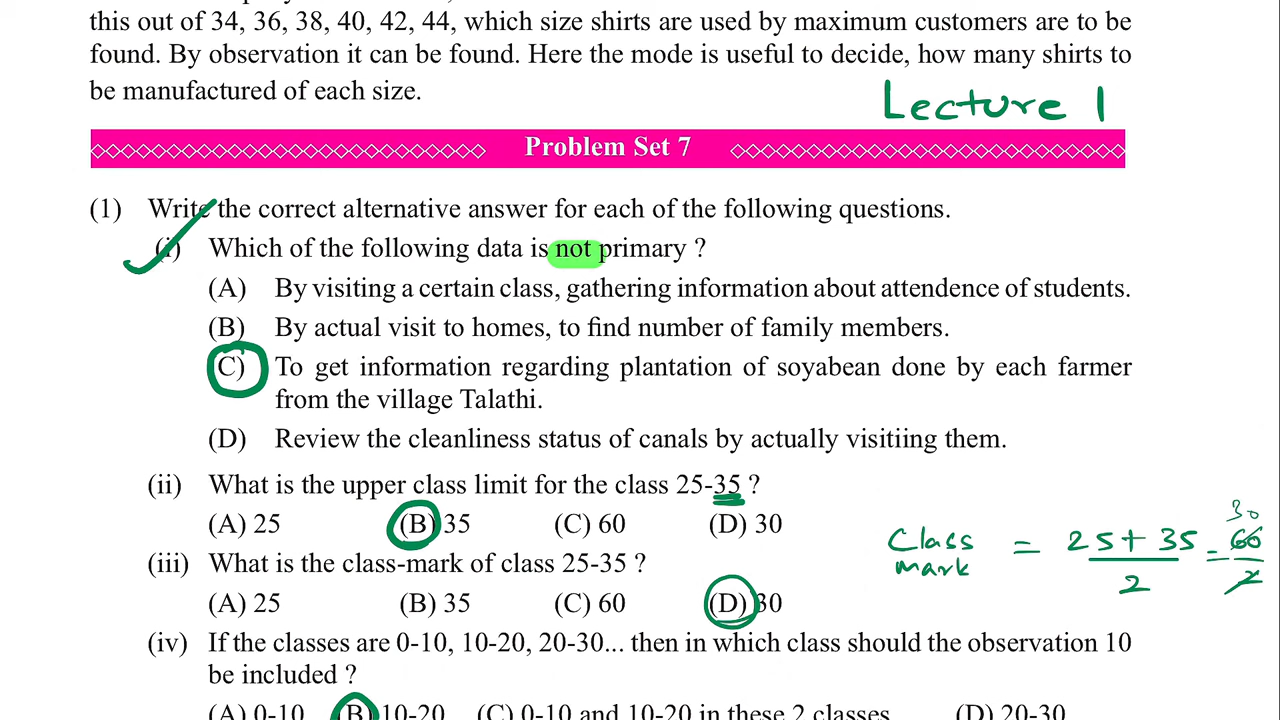 this out of 34, 36, 38, 40, 42, 44, which size shirts are used by maximum customers are to be
found. By observation it can be found. Here the mode is useful to decide, how many shirts to
be manufactured of each size.
Lecture 1
Problem Set 7
(1) Write the correct alternative answer for each of the following questions.
(i) Which of the following data is not primary ?
(A) By visiting a certain class, gathering information about attendence of students.
(B) By actual visit to homes, to find number of family members.
(C) To get information regarding plantation of soyabean done by each farmer
from the village Talathi.
(D) Review the cleanliness status of canals by actually visitiing them.
(ii) What is the upper class limit for the class 25-35 ?
(A) 25 (B) 35 (C) 60 (D) 30
Class mark = 25+35/2 = 60/2 30
(iii) What is the class-mark of class 25-35 ?
(A) 25 (B) 35 (C) 60 (D) 30
(iv) If the classes are 0-10, 10-20, 20-30... then in which class should the observation 10
be included ?
(A) 0-10 (B) 10-20 (C) 0-10 and 10-20 in these 2 classes (D) 20-30